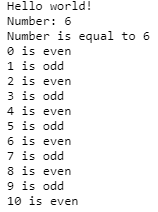 Hello world!
Number: 6
Number is equal to 6
0 is even
1 is odd
2 is even
3 is odd
4 is even
5 is odd
6 is even
7 is odd
8 is even
9 is odd
10 is even